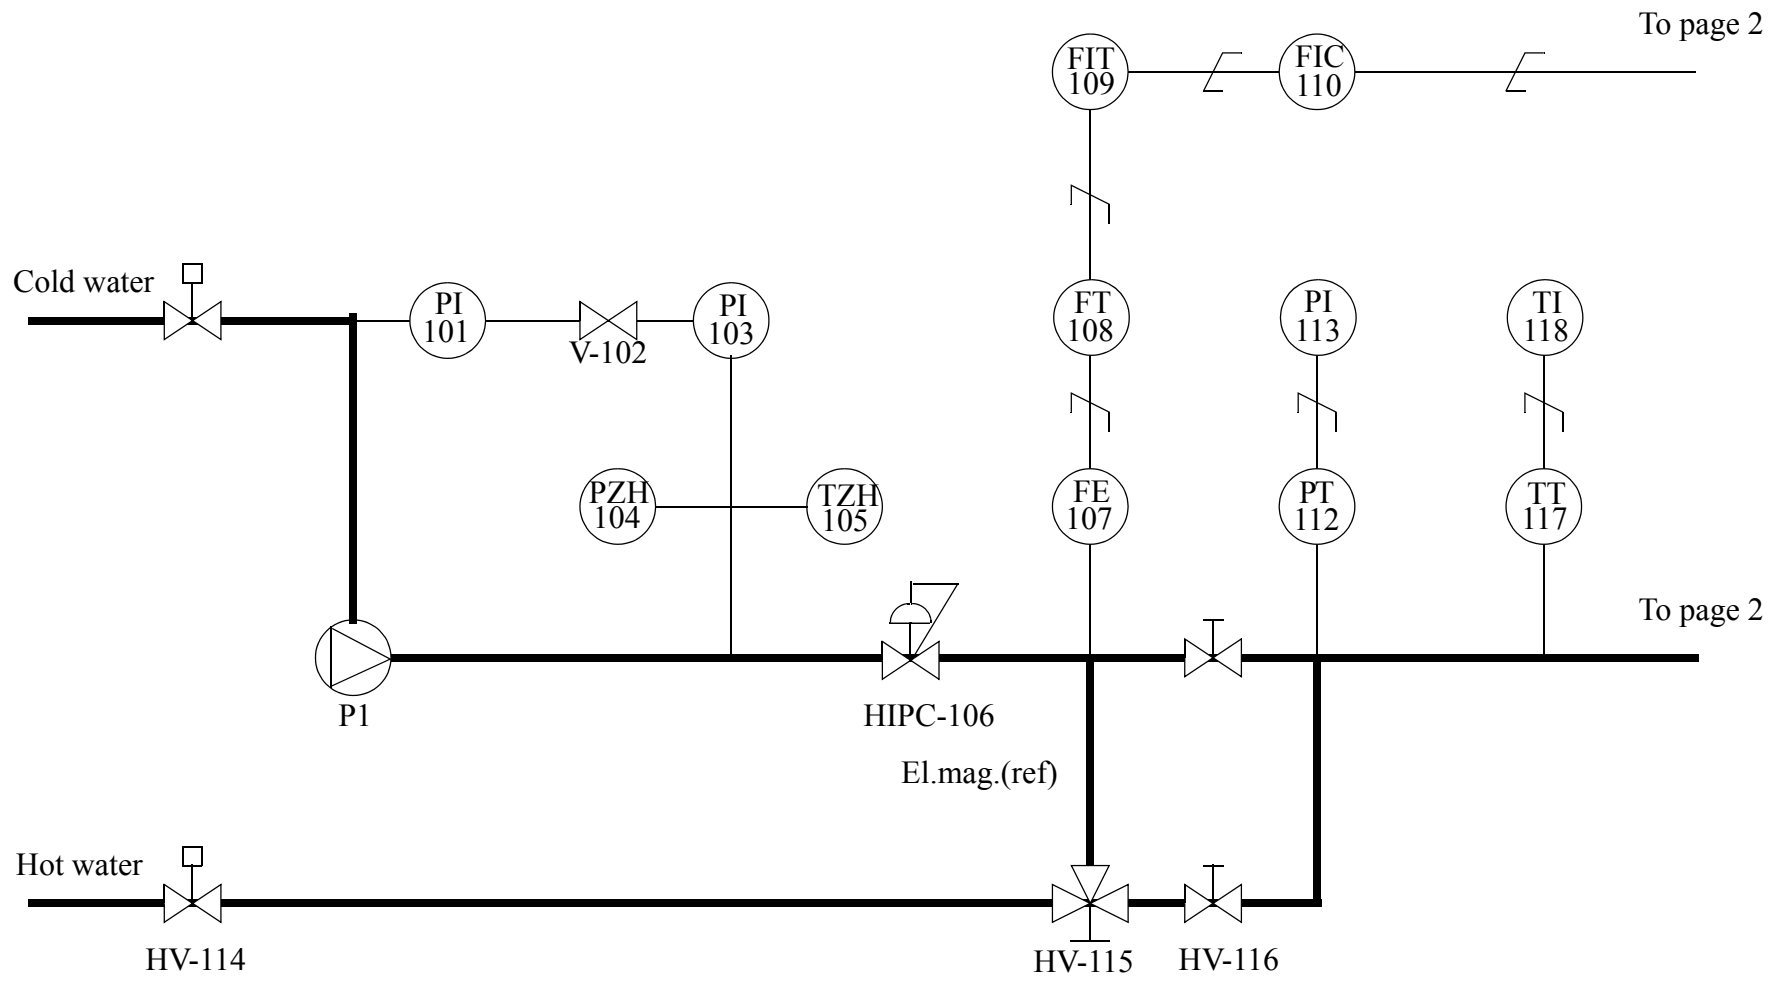 To page 2
FIT
109
FIC
110
Cold water
PI
101
V-102
PI
103
FT
108
PI
113
TI
118
PZH
104
TZH
105
FE
107
PT
112
TT
117
To page 2
P1
HIPC-106
El.mag.(ref)
Hot water
HV-114
HV-115
HV-116